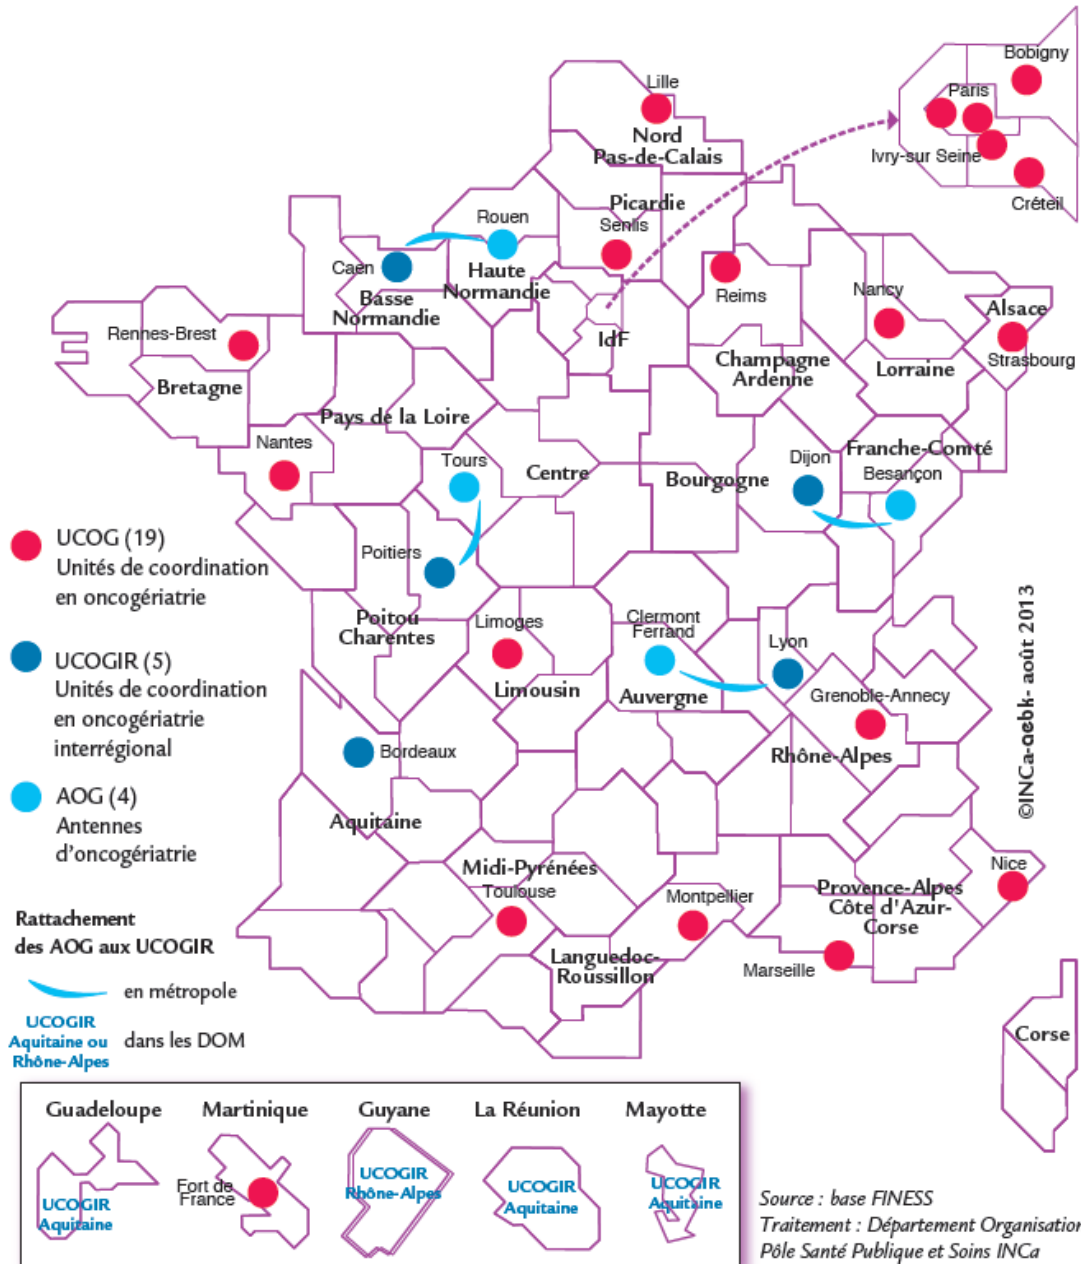 Bobigny
Paris
Ivry-sur Seine
Créteil
Lille
Nord
Pas-de-Calais
Picardie
Senlis
Rouen
Haute
Normandie
Caen
Basse
Normandie
IdF
Reims
Champagne
Ardenne
Nancy
Lorraine
Alsace
Strasbourg
Rennes-Brest
Bretagne
Pays de la Loire
Nantes
Tours
Centre
Bourgogne
Dijon
Franche-Comté
Besançon
Poitiers
Poitou
Charentes
Limoges
Limousin
Clermont
Ferrand
Auvergne
Lyon
Grenoble-Annecy
Rhône-Alpes
Bordeaux
Aquitaine
Midi-Pyrénées
Toulouse
Montpellier
Languedoc-
Roussillon
Provence-Alpes
Côte d'Azur-
Corse
Nice
Marseille
Corse
UCOG (19)
Unités de coordination
en oncogériatrie
UCOGIR (5)
Unités de coordination
en oncogériatrie
interrégional
AOG (4)
Antennes
d'oncogériatrie
Rattachement
des AOG aux UCOGIR
en métropole
UCOGIR
Aquitaine ou
Rhône-Alpes
dans les DOM
©INCa-aebk- août 2013
Guadeloupe
UCOGIR
Aquitaine
Martinique
Fort de
France
Guyane
UCOGIR
Rhône-Alpes
La Réunion
UCOGIR
Aquitaine
Mayotte
UCOGIR
Aquitaine
Source : base FINESS
Traitement : Département Organisation
Pôle Santé Publique et Soins INCa